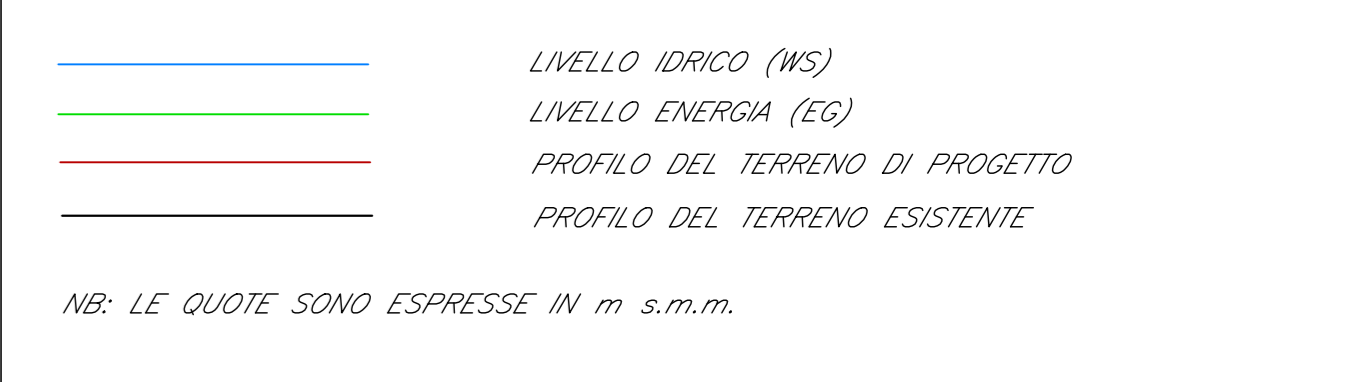 LIVELLO IDRICO (WS)
LIVELLO ENERGIA (EG)
PROFILO DEL TERRENO DI PROGETTO
PROFILO DEL TERRENO ESISTENTE
NB: LE QUOTE SONO ESPRESSE IN m s.m.m.